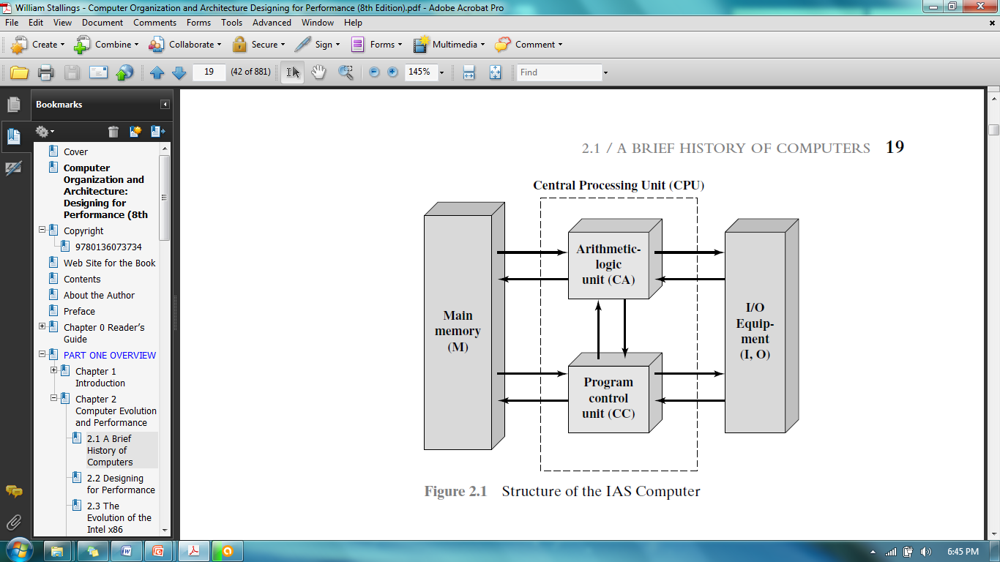 William Stallings - Computer Organization and Architecture Designing for Performance (8th Edition).pdf - Adobe Acrobat Pro
File Edit View Document Comments Forms Tools Advanced Window Help
Create Combine Collaborate Secure Sign Forms Multimedia Comment
19 (42 of 881) 145% Find
Bookmarks
Cover
Computer
Organization and
Architecture:
Designing for
Performance (8th
Copyright
9780136073734
Web Site for the Book
Contents
About the Author
Preface
Chapter 0 Reader's
Guide
PART ONE OVERVIEW
Chapter 1
Introduction
Chapter 2
Computer Evolution
and Performance
2.1 A Brief
History of
Computers
2.2 Designing
for Performance
2.3 The
Evolution of the
Intel x86
2.1 / A BRIEF HISTORY OF COMPUTERS 19
Central Processing Unit (CPU)
Main
memory
(M)
Arithmetic-
logic
unit (CA)
Program
control
unit (CC)
I/O
Equip-
ment
(I, O)
Figure 2.1 Structure of the IAS Computer
6:45 PM